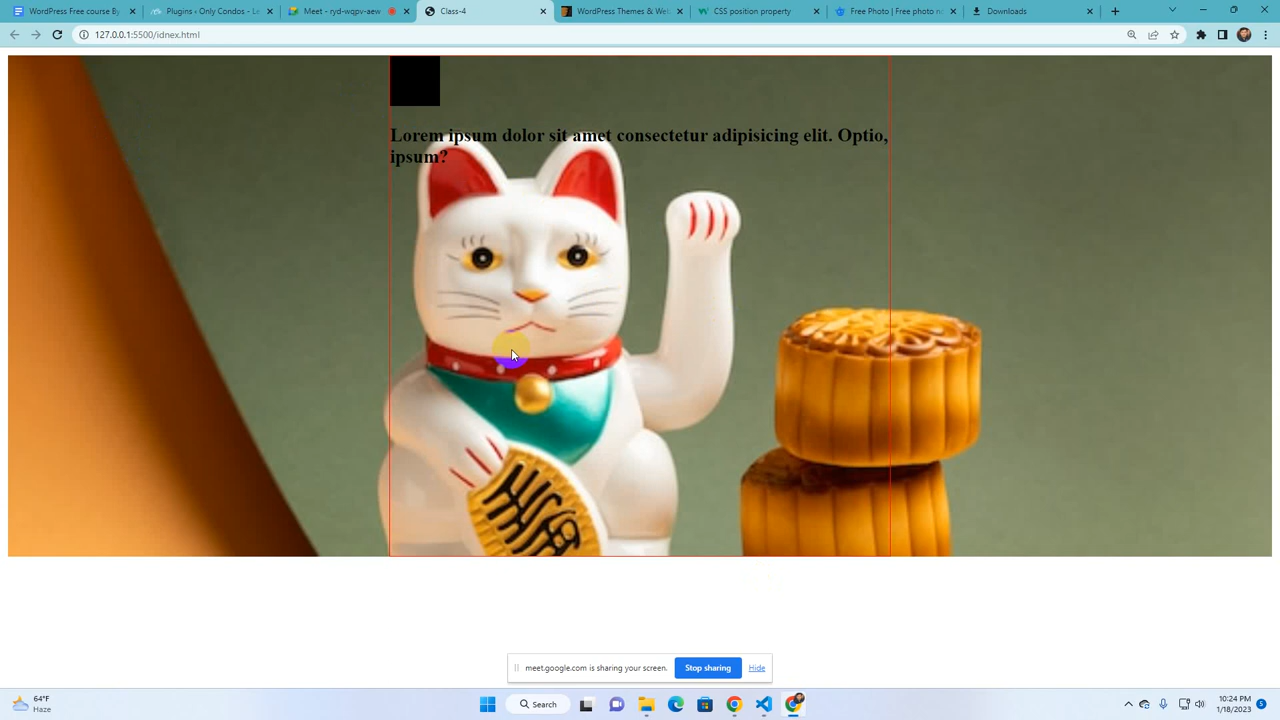 WordPress Free course By
Plugins ‹ Only Condos - Le
Meet - ryd-wqpv-aew
Class-4
WordPress Themes & Web
CSS position property
Free Photo | Free photo n
Downloads
127.0.0.1:5500/idnex.html
Lorem ipsum dolor sit amet consectetur adipisicing elit. Optio,
ipsum?
meet.google.com is sharing your screen.
Stop sharing
Hide
64°F
Haze
Search
10:24 PM
1/18/2023
5